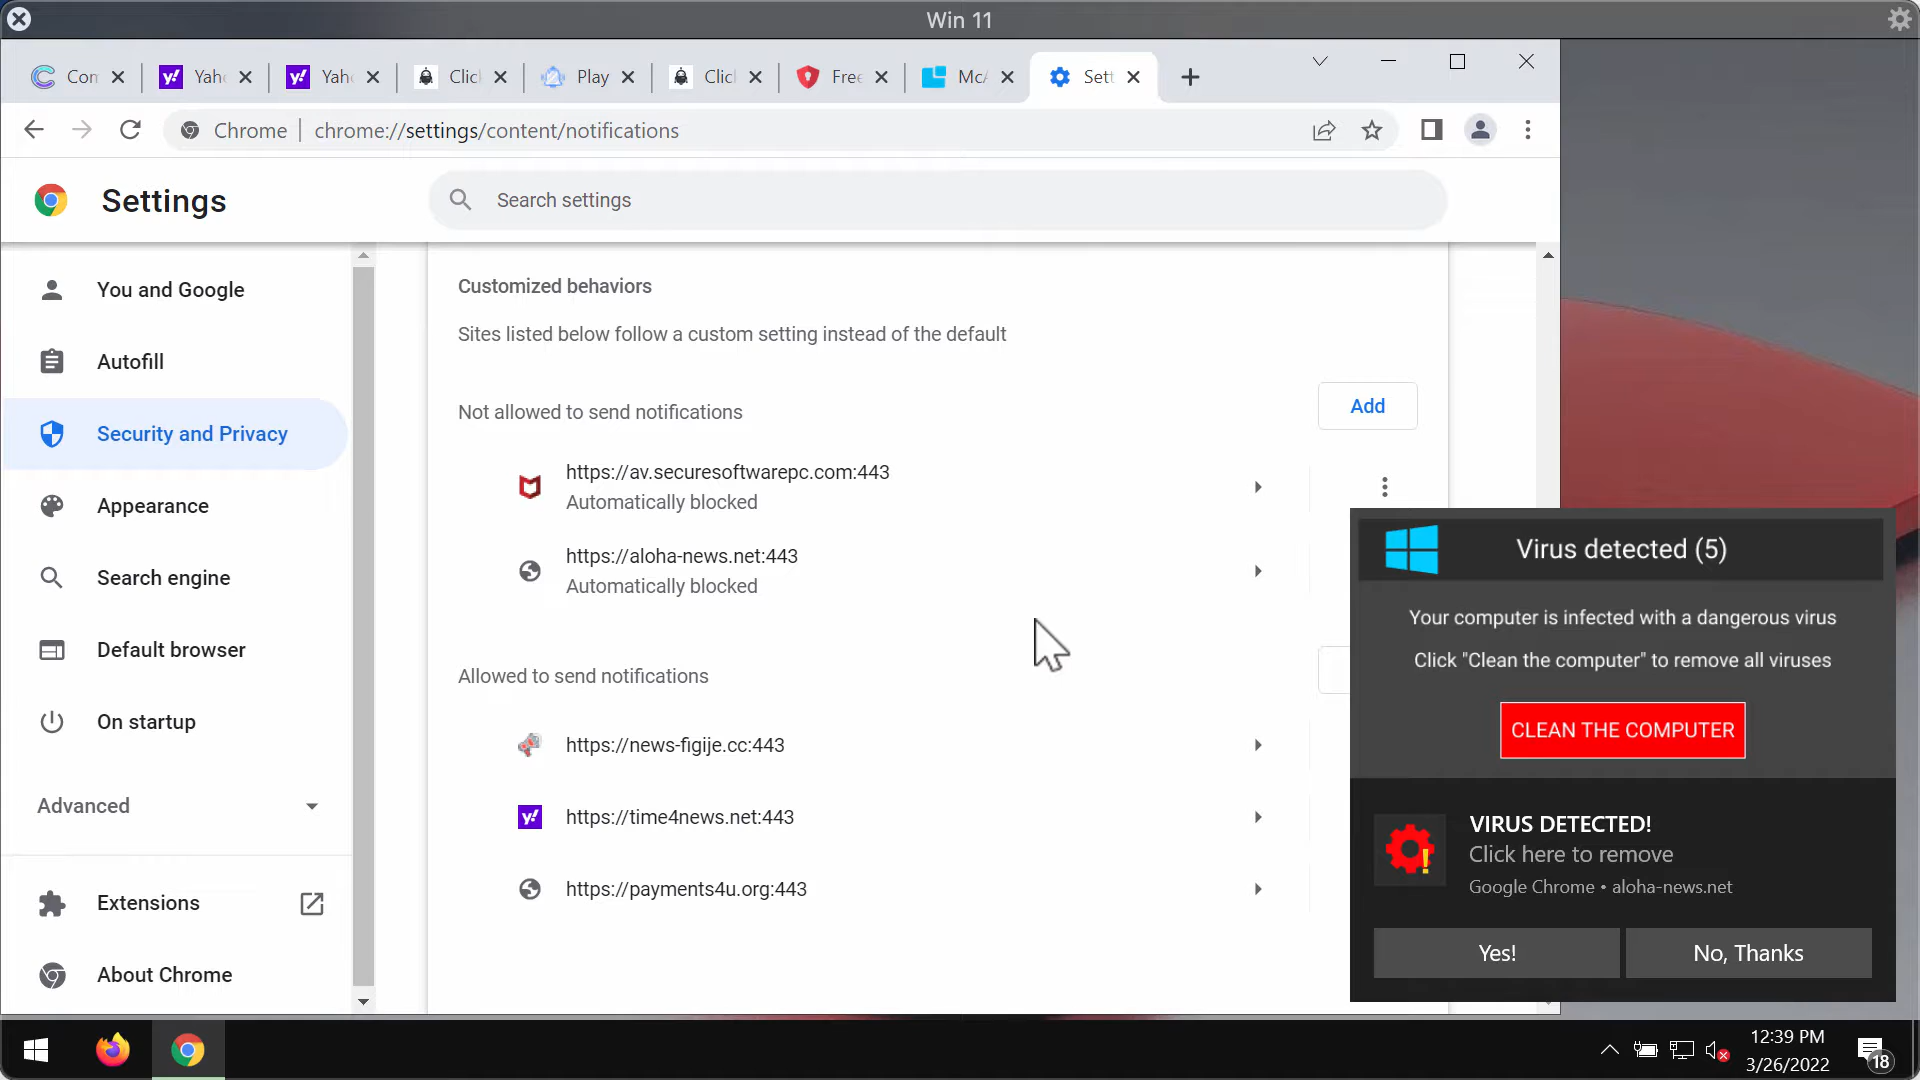 Win 11
Con
Yah
Yah
Clic
Play
Clic
Free
McA
Sett
Chrome
chrome://settings/content/notifications
Settings
Search settings
You and Google
Autofill
Security and Privacy
Appearance
Search engine
Default browser
On startup
Advanced
Extensions
About Chrome
Customized behaviors
Sites listed below follow a custom setting instead of the default
Not allowed to send notifications
Add
https://av.securesoftwarepc.com:443
Automatically blocked
https://aloha-news.net:443
Automatically blocked
Allowed to send notifications
https://news-figije.cc:443
y!
https://time4news.net:443
https://payments4u.org:443
Virus detected (5)
Your computer is infected with a dangerous virus
Click "Clean the computer" to remove all viruses
CLEAN THE COMPUTER
VIRUS DETECTED!
Click here to remove
Google Chrome • aloha-news.net
Yes!
No, Thanks
12:39 PM
3/26/2022
18